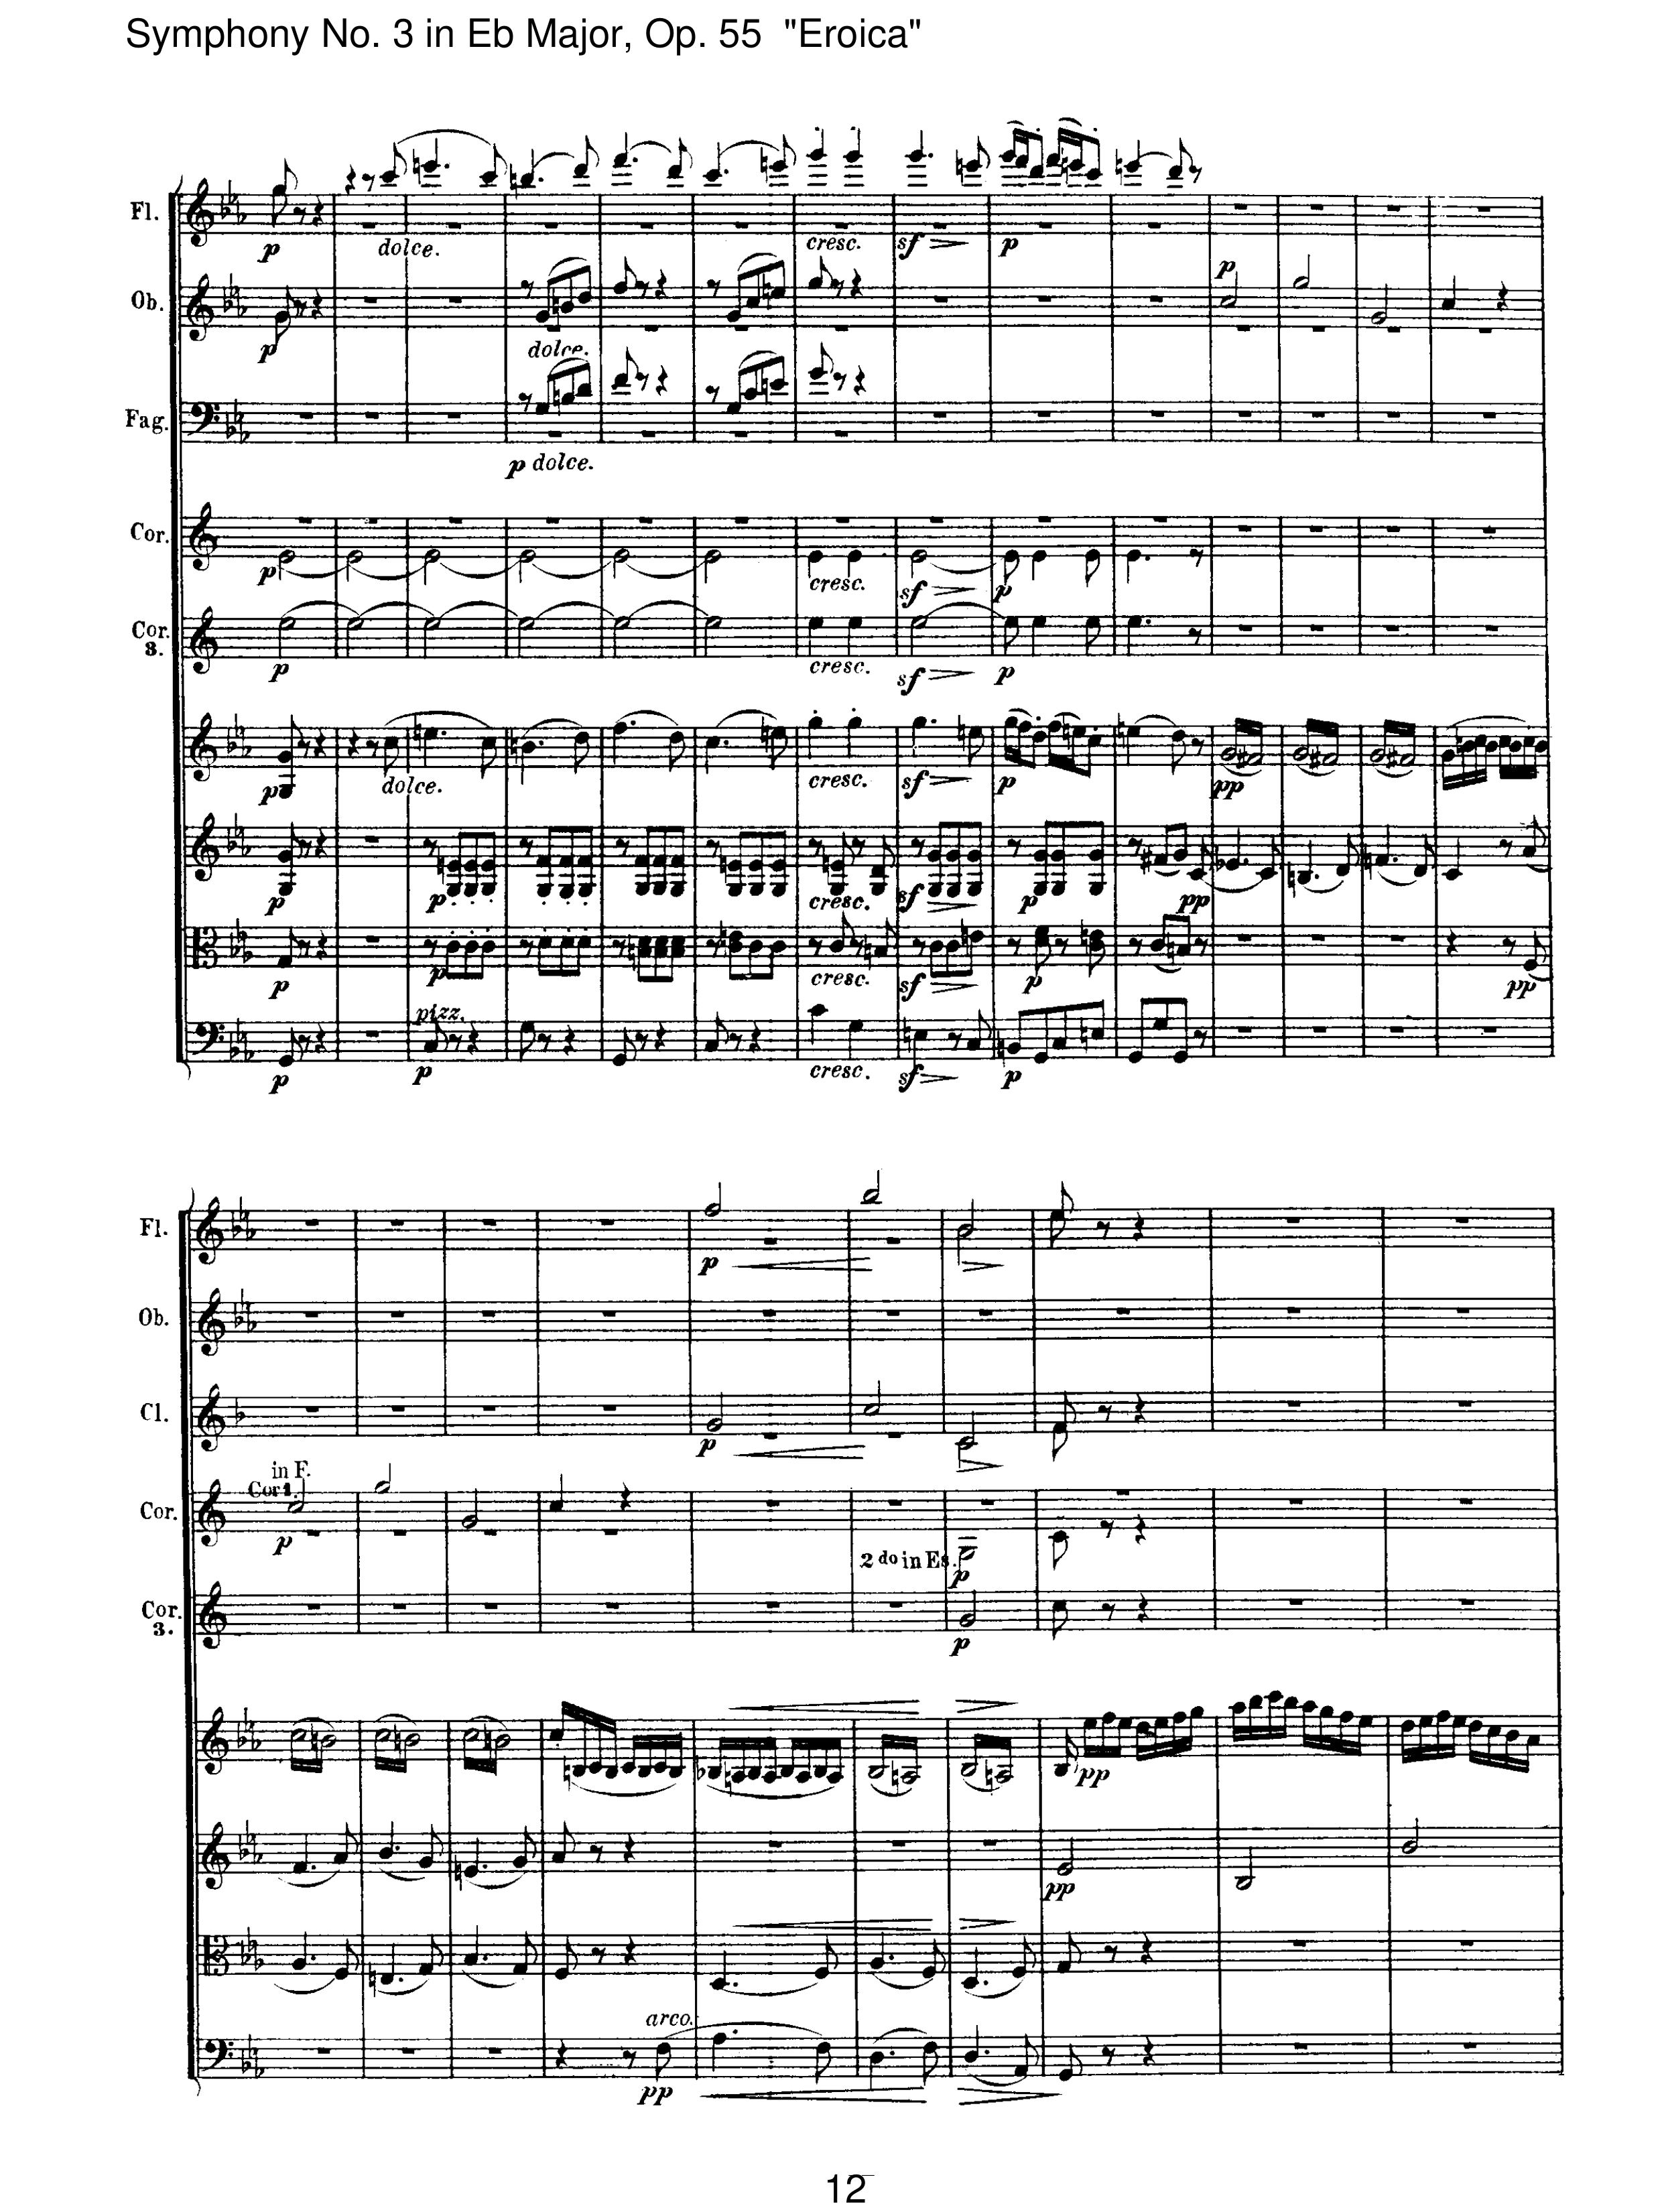 Symphony No. 3 in Eb Major, Op. 55 "Eroica"
Fl.
p
dolce.
cresc.
sf
p
Ob.
p
dolce.
p
Fag.
p dolce.
Cor.
p
cresc.
sf
p
Cor. 3.
p
cresc.
sf
p
p
dolce.
cresc.
sf
p
pp
p
p
cresc.
sf
p
pp
p
p
cresc.
sf
p
pp
pizz.
p
p
cresc.
sf
p
Fl.
p
Ob.
Cl.
p
in F.
Cor 1.
Cor.
p
2 do in Es.
p
Cor. 3.
p
pp
pp
arco.
pp
12